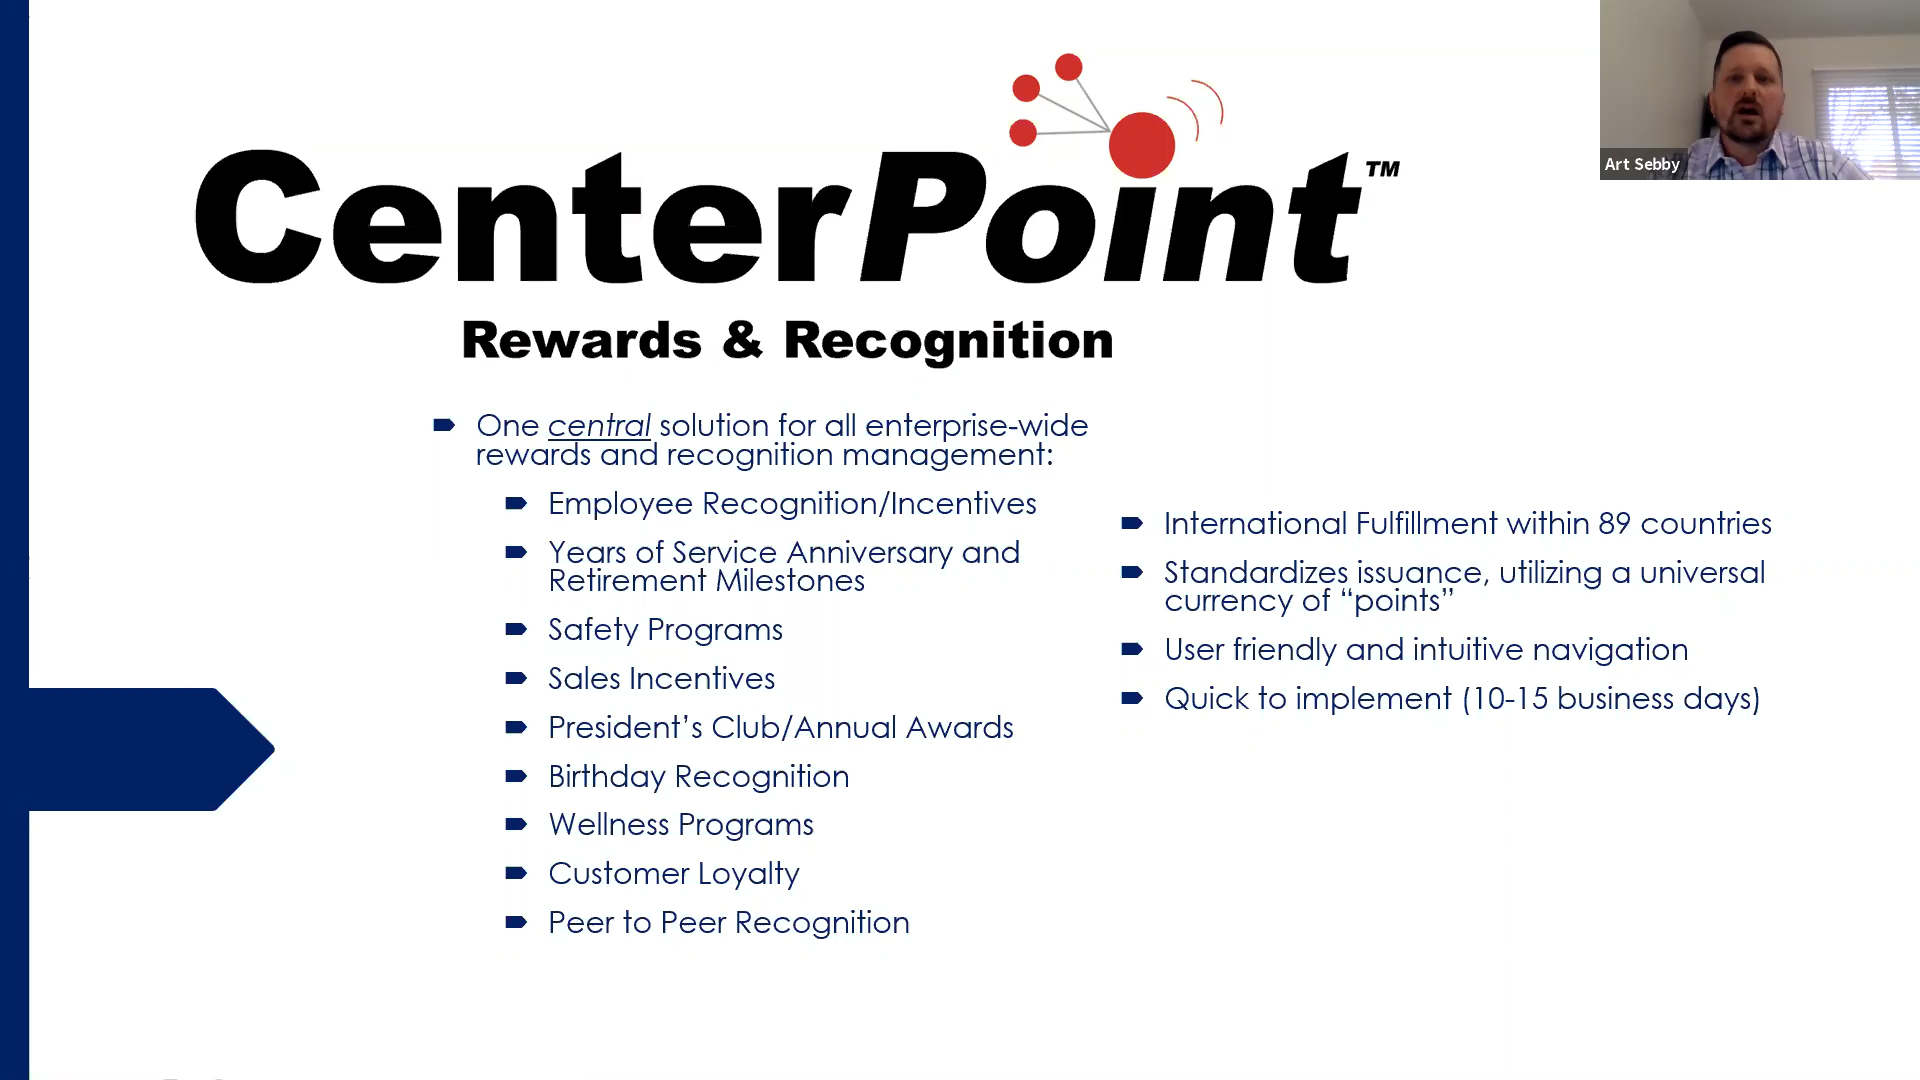 CenterPoint™
Rewards & Recognition
One central solution for all enterprise-wide
rewards and recognition management:
Employee Recognition/Incentives
Years of Service Anniversary and
Retirement Milestones
Safety Programs
Sales Incentives
President’s Club/Annual Awards
Birthday Recognition
Wellness Programs
Customer Loyalty
Peer to Peer Recognition
International Fulfillment within 89 countries
Standardizes issuance, utilizing a universal
currency of “points”
User friendly and intuitive navigation
Quick to implement (10-15 business days)
Art Sebby